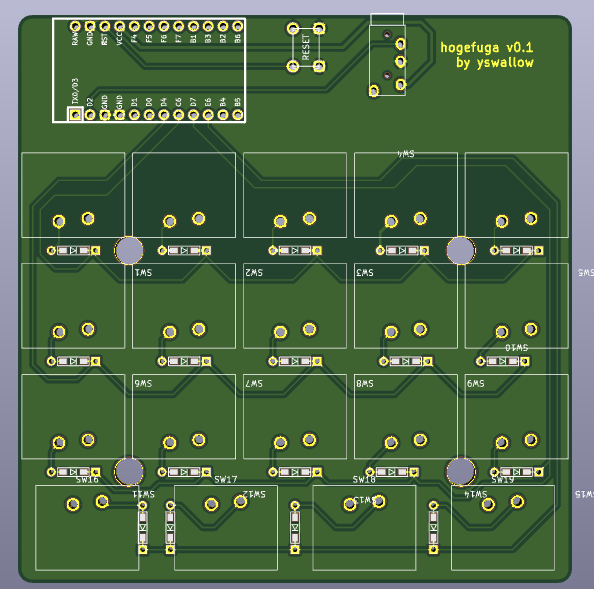 RAW GND RST VCC F4 F5 F6 F7 B1 B3 B2 B6
TX0/D3 D2 GND GND D1 D0 D4 C6 D7 E6 B4 B5
RESET
hogefuga v0.1
by yswallow
SW4
SW1 SW2 SW3 SW5
SW10
SW6 SW7 SW8 SW9
SW16 SW17 SW18 SW19
SW11 SW12 SW13 SW14 SW15